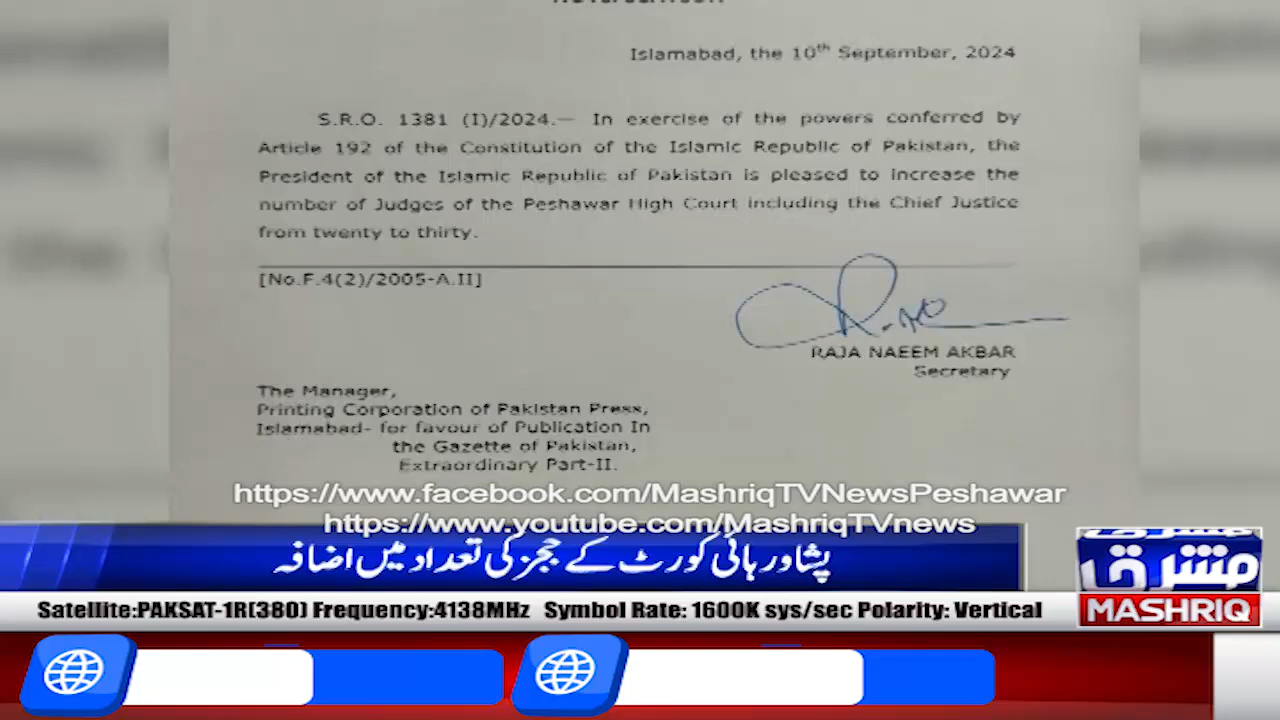 Islamabad, the 10th September, 2024
S.R.O. 1381 (I)/2024.— In exercise of the powers conferred by
Article 192 of the Constitution of the Islamic Republic of Pakistan, the
President of the Islamic Republic of Pakistan is pleased to increase the
number of Judges of the Peshawar High Court including the Chief Justice
from twenty to thirty.
[No.F.4(2)/2005-A.II]
RAJA NAEEM AKBAR
Secretary
The Manager,
Printing Corporation of Pakistan Press,
Islamabad- for favour of Publication In
the Gazette of Pakistan,
Extraordinary Part-II.
https://www.facebook.com/MashriqTVNewsPeshawar
https://www.youtube.com/MashriqTVnews
پشاور ہائی کورٹ کے ججز کی تعداد میں اضافہ
مشرق
MASHRIQ
Satellite:PAKSAT-1R(380) Frequency:4138MHz Symbol Rate: 1600K sys/sec Polarity: Vertical